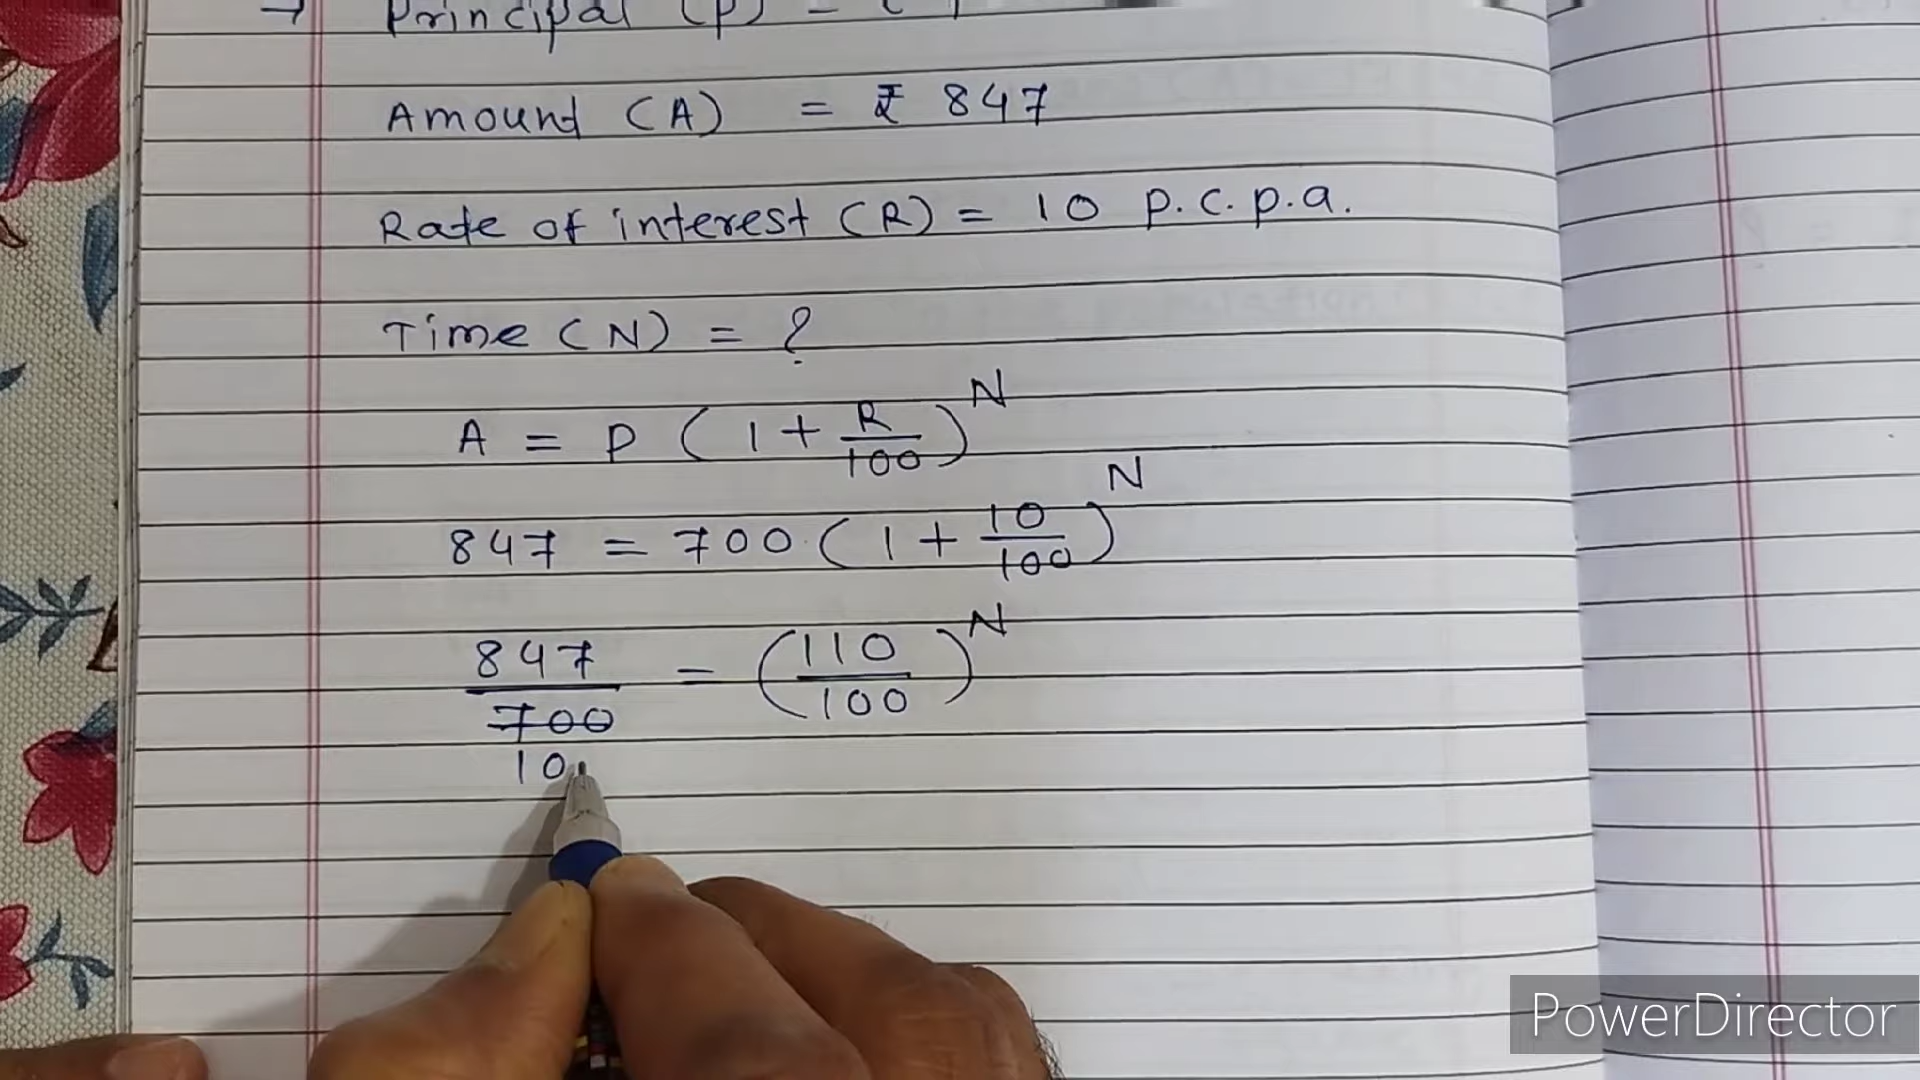 → Principal (P) =
Amount (A) = ₹ 847
Rate of interest (R) = 10 p.c.p.a.
Time (N) = ?
A = P (1 + R/100)^N
847 = 700 (1 + 10/100)^N
847/700 = (110/100)^N
10
PowerDirector